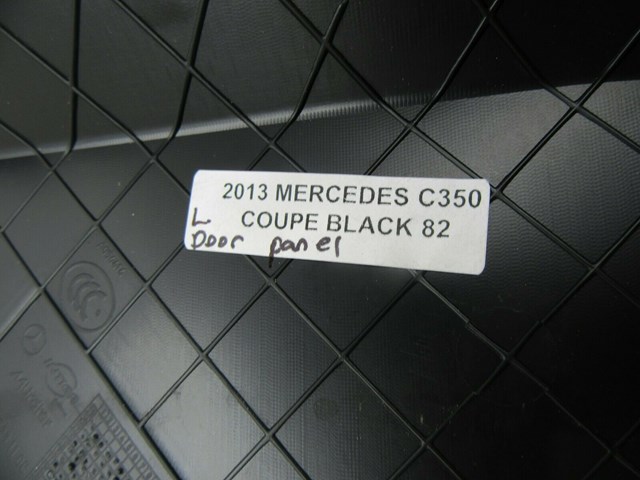 2013 MERCEDES C350
L COUPE BLACK 82
Door panel